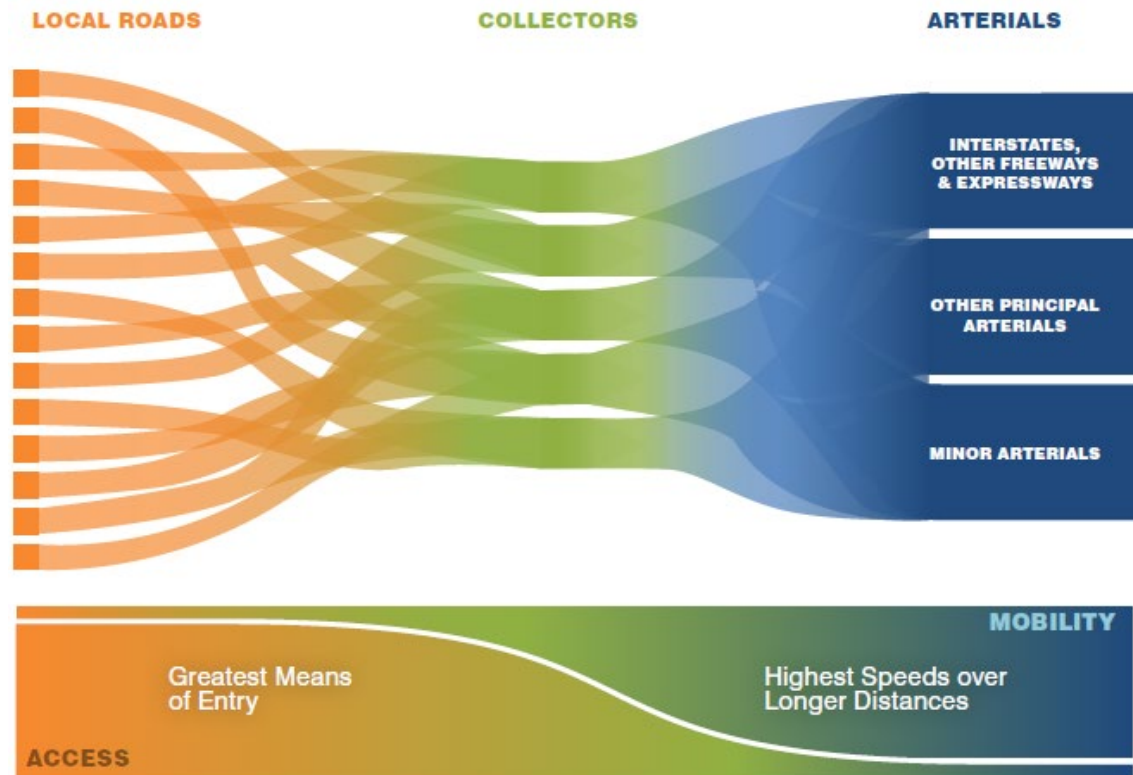 LOCAL ROADS
COLLECTORS
ARTERIALS
INTERSTATES,
OTHER FREEWAYS
& EXPRESSWAYS
OTHER PRINCIPAL
ARTERIALS
MINOR ARTERIALS
MOBILITY
Greatest Means
of Entry
Highest Speeds over
Longer Distances
ACCESS